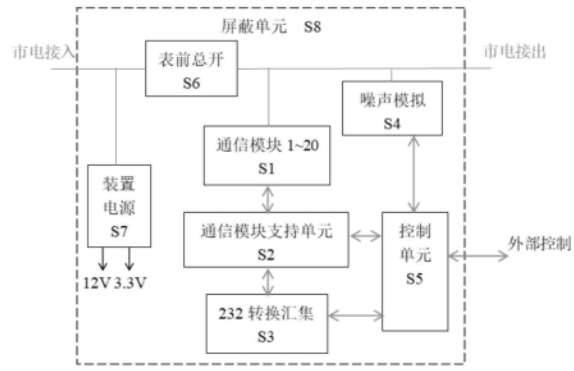 屏蔽单元 S8
市电接入
表前总开
S6
市电接出
噪声模拟
S4
通信模块 1~20
S1
装置
电源
S7
通信模块支持单元
S2
控制
单元
S5
外部控制
12V 3.3V
232 转换汇集
S3